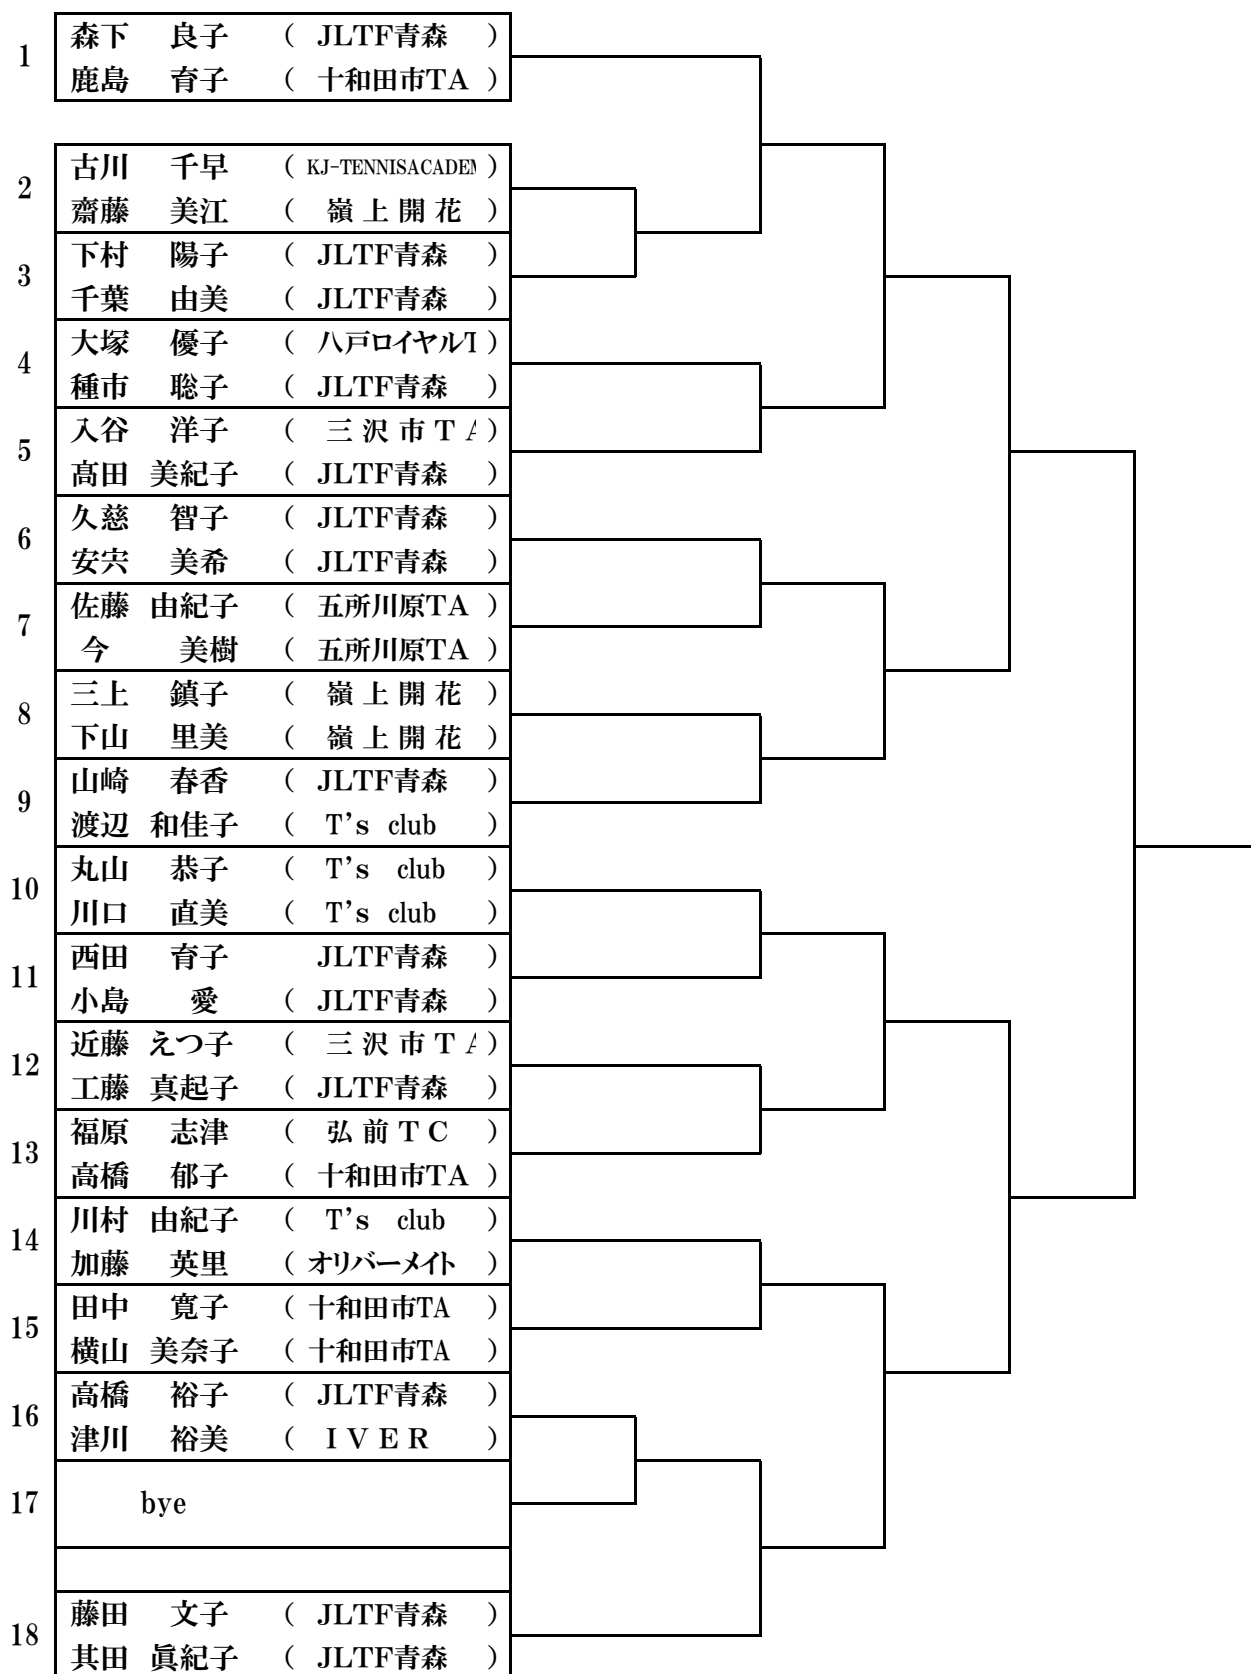 1
森下 良子 ( JLTF青森 )
鹿島 育子 ( 十和田市TA )
2
古川 千早 ( KJ-TENNISACADEM )
齋藤 美江 ( 嶺上開花 )
3
下村 陽子 ( JLTF青森 )
千葉 由美 ( JLTF青森 )
4
大塚 優子 ( 八戸ロイヤルT )
種市 聡子 ( JLTF青森 )
5
入谷 洋子 ( 三沢市TA )
髙田 美紀子 ( JLTF青森 )
6
久慈 智子 ( JLTF青森 )
安宍 美希 ( JLTF青森 )
7
佐藤 由紀子 ( 五所川原TA )
今 美樹 ( 五所川原TA )
8
三上 鎮子 ( 嶺上開花 )
下山 里美 ( 嶺上開花 )
9
山崎 春香 ( JLTF青森 )
渡辺 和佳子 ( T's club )
10
丸山 恭子 ( T's club )
川口 直美 ( T's club )
11
西田 育子 JLTF青森 )
小島 愛 ( JLTF青森 )
12
近藤 えつ子 ( 三沢市TA )
工藤 真起子 ( JLTF青森 )
13
福原 志津 ( 弘前TC )
高橋 郁子 ( 十和田市TA )
14
川村 由紀子 ( T's club )
加藤 英里 ( オリバーメイト )
15
田中 寛子 ( 十和田市TA )
横山 美奈子 ( 十和田市TA )
16
高橋 裕子 ( JLTF青森 )
津川 裕美 ( IVER )
17
bye
18
藤田 文子 ( JLTF青森 )
其田 眞紀子 ( JLTF青森 )